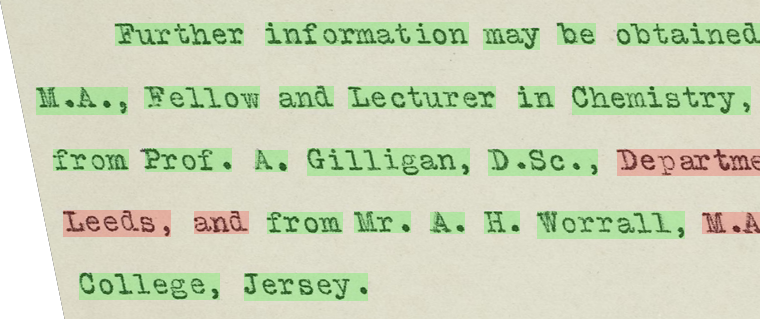 Further information may be obtained
M.A., Fellow and Lecturer in Chemistry,
from Prof. A. Gilligan, D.Sc.,
Leeds, and from Mr. A. H. Worrall,
College, Jersey.